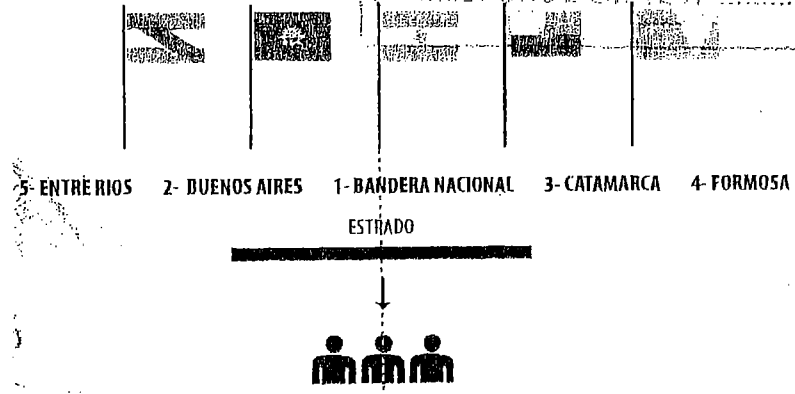 5- ENTRE RIOS 2- BUENOS AIRES 1- BANDERA NACIONAL 3- CATAMARCA 4- FORMOSA
ESTRADO